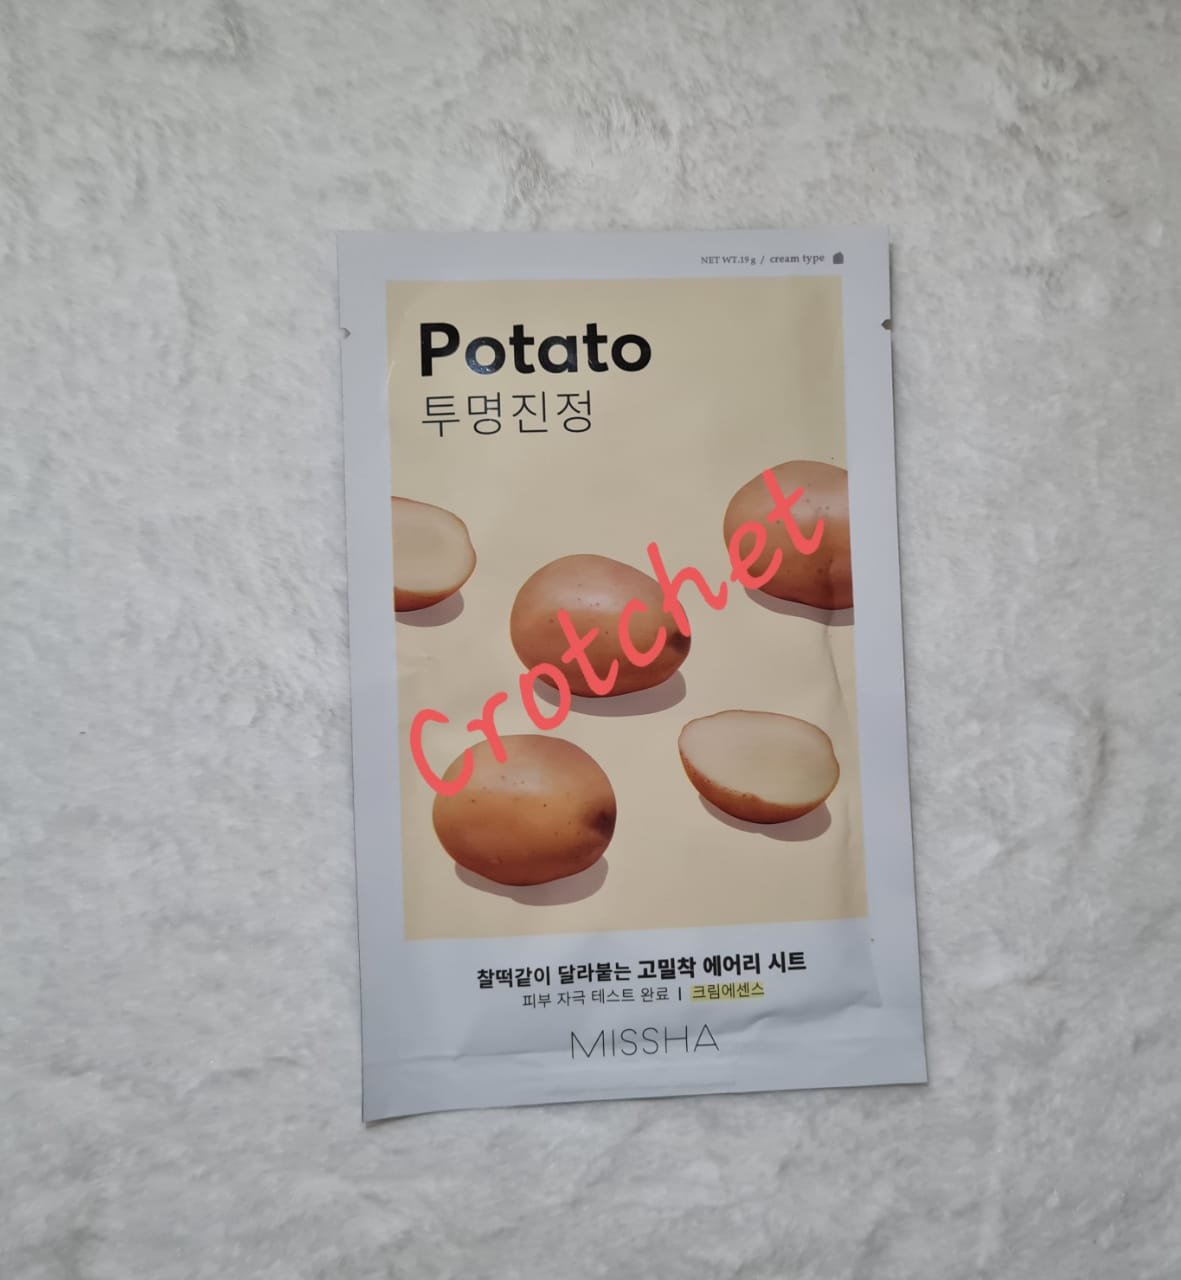 NET WT.19g / cream type
Potato
투명진정
Crotchet
찰떡같이 달라붙는 고밀착 에어리 시트
피부 자극 테스트 완료 | 크림에센스
MISSHA